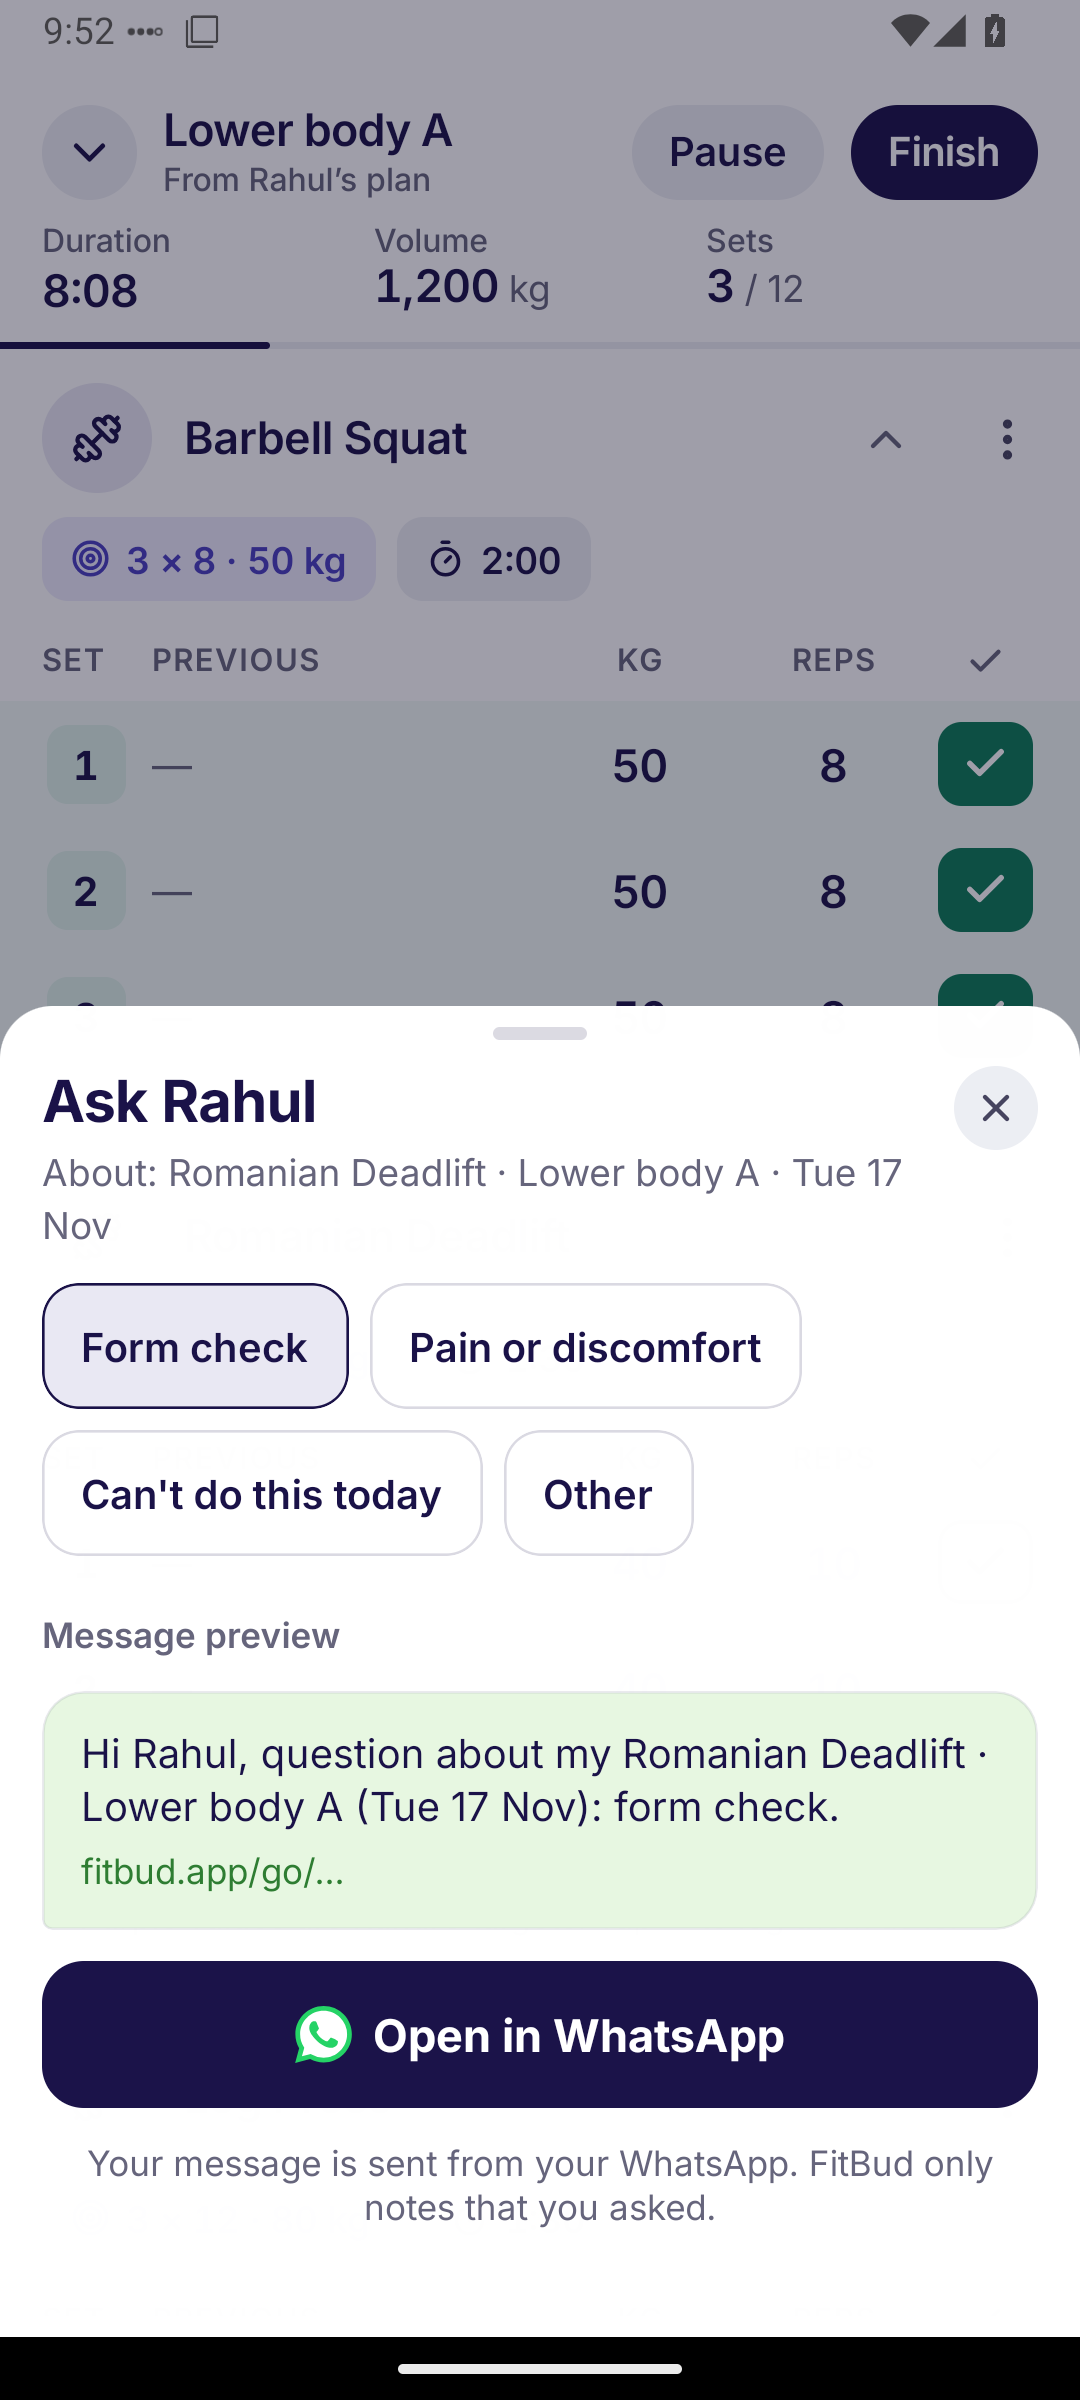 9:52
Lower body A
From Rahul’s plan
Pause
Finish
Duration
Volume
Sets
8:08
1,200 kg
3 / 12
Barbell Squat
3 × 8 · 50 kg
2:00
SET PREVIOUS KG REPS
1 — 50 8
2 — 50 8
50
Ask Rahul
About: Romanian Deadlift · Lower body A · Tue 17
Nov
Form check
Pain or discomfort
Can't do this today
Other
Message preview
Hi Rahul, question about my Romanian Deadlift ·
Lower body A (Tue 17 Nov): form check.
fitbud.app/go/...
Open in WhatsApp
Your message is sent from your WhatsApp. FitBud only
notes that you asked.